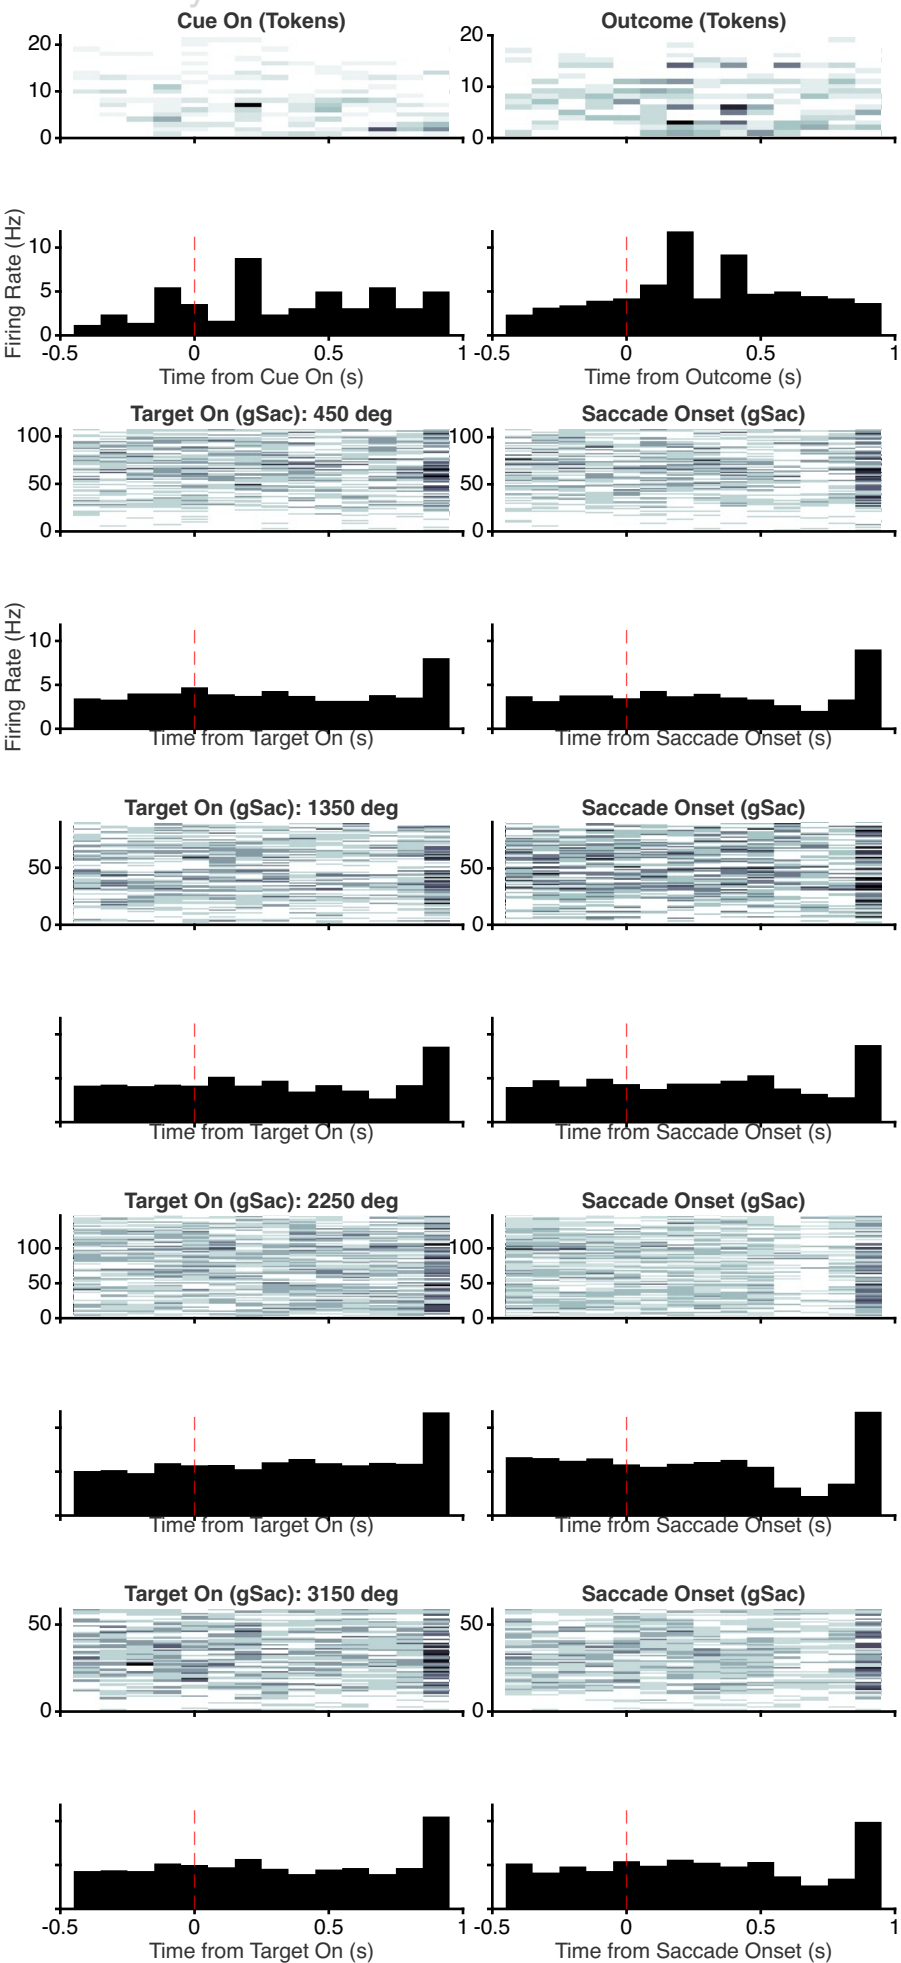 Cue On (Tokens) Outcome (Tokens)
20 20
10 10
0 0
Firing Rate (Hz)
10
5
0
-0.5 0 0.5 1 -0.5 0 0.5 1
Time from Cue On (s) Time from Outcome (s)
Target On (gSac): 450 deg Saccade Onset (gSac)
100 100
50 50
0 0
Firing Rate (Hz)
10
5
0
Time from Target On (s) Time from Saccade Onset (s)
Target On (gSac): 1350 deg Saccade Onset (gSac)
50 50
0 0
Time from Target On (s) Time from Saccade Onset (s)
Target On (gSac): 2250 deg Saccade Onset (gSac)
100 100
50 50
0 0
Time from Target On (s) Time from Saccade Onset (s)
Target On (gSac): 3150 deg Saccade Onset (gSac)
50 50
0 0
-0.5 0 0.5 1 -0.5 0 0.5 1
Time from Target On (s) Time from Saccade Onset (s)